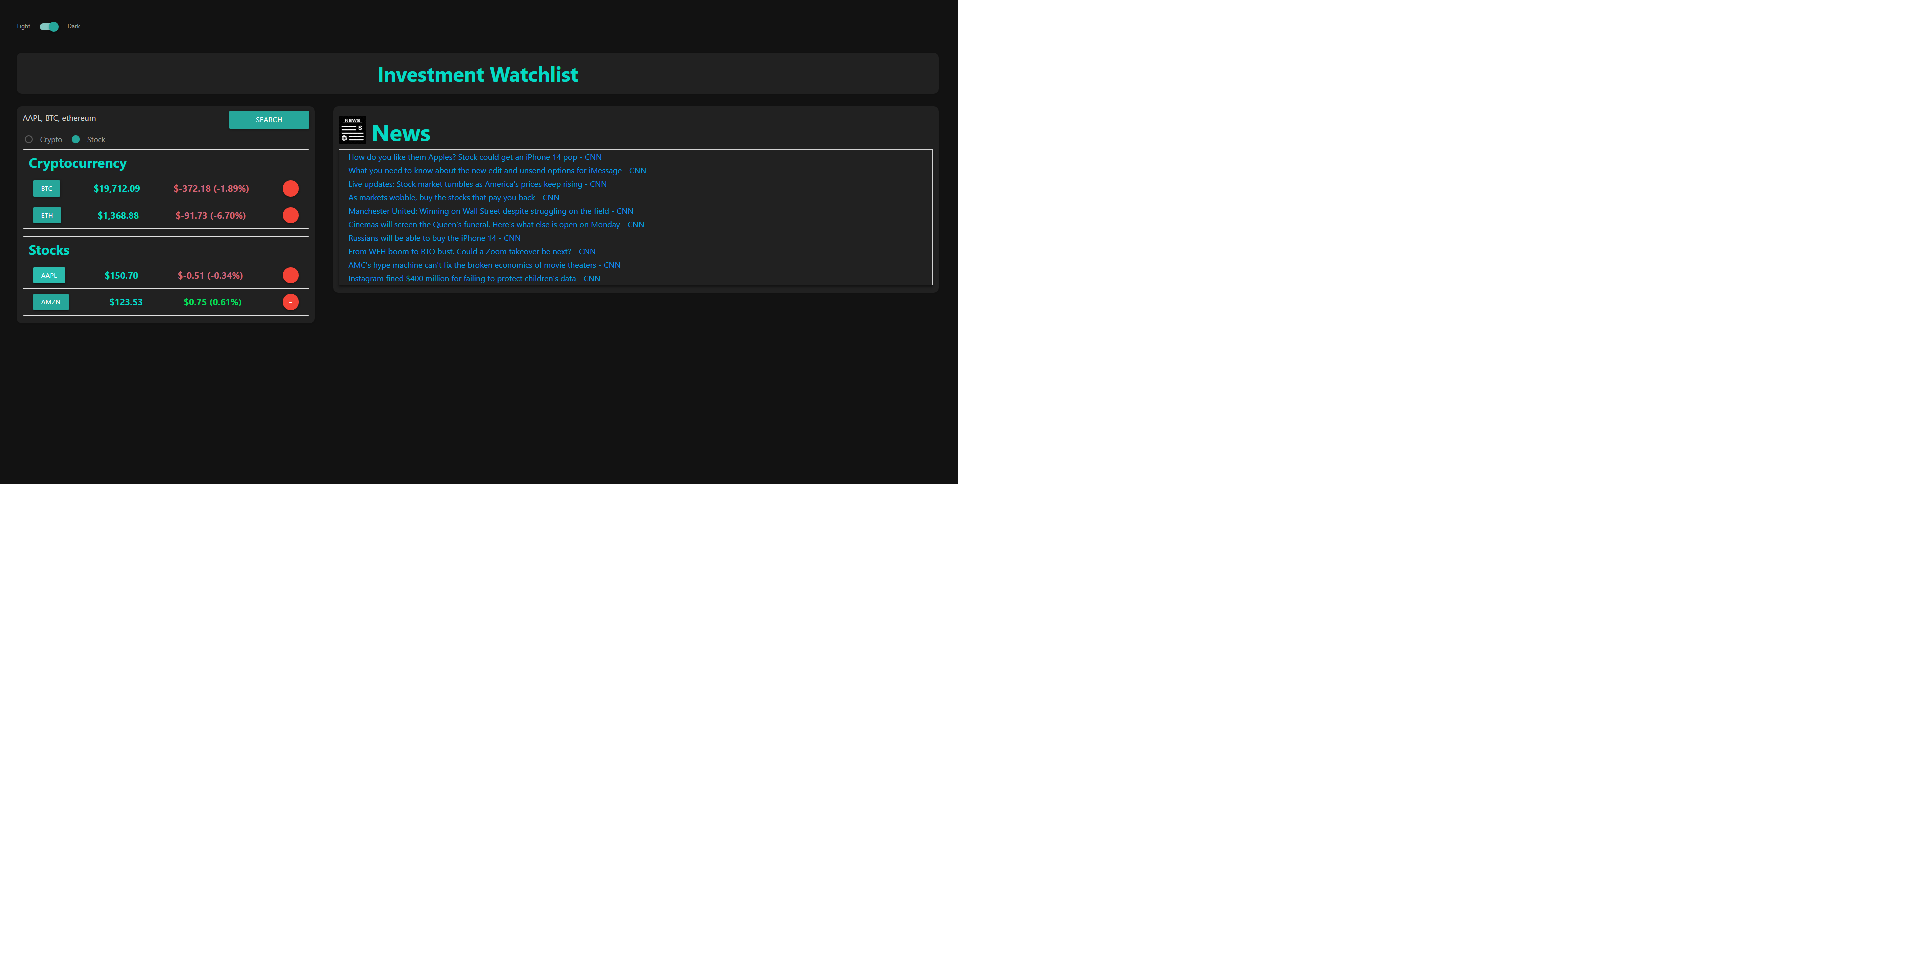 Light Dark
Investment Watchlist
AAPL, BTC, ethereum SEARCH
Crypto Stock
Cryptocurrency
BTC $19,712.09 $-372.18 (-1.89%)
ETH $1,368.88 $-91.73 (-6.70%)
Stocks
AAPL $150.70 $-0.51 (-0.34%)
AMZN $123.53 $0.75 (0.61%) -
NEWS
News
How do you like them Apples? Stock could get an iPhone 14 pop - CNN
What you need to know about the new edit and unsend options for iMessage - CNN
Live updates: Stock market tumbles as America's prices keep rising - CNN
As markets wobble, buy the stocks that pay you back - CNN
Manchester United: Winning on Wall Street despite struggling on the field - CNN
Cinemas will screen the Queen's funeral. Here's what else is open on Monday - CNN
Russians will be able to buy the iPhone 14 - CNN
From WFH boom to RTO bust. Could a Zoom takeover be next? - CNN
AMC's hype machine can't fix the broken economics of movie theaters - CNN
Instagram fined $400 million for failing to protect children's data - CNN